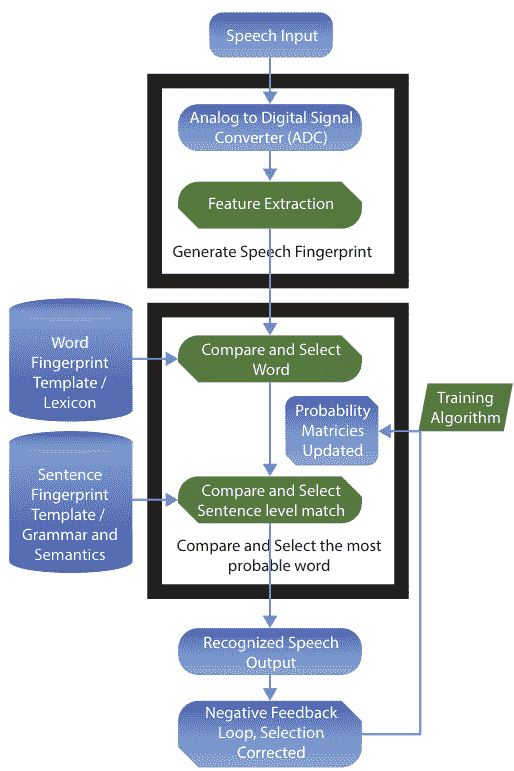 Speech Input
Analog to Digital Signal
Converter (ADC)
Feature Extraction
Generate Speech Fingerprint
Word
Fingerprint
Template /
Lexicon
Compare and Select
Word
Probability
Matricies
Updated
Training
Algorithm
Sentence
Fingerprint
Template /
Grammar and
Semantics
Compare and Select
Sentence level match
Compare and Select the most
probable word
Recognized Speech
Output
Negative Feedback
Loop, Selection
Corrected